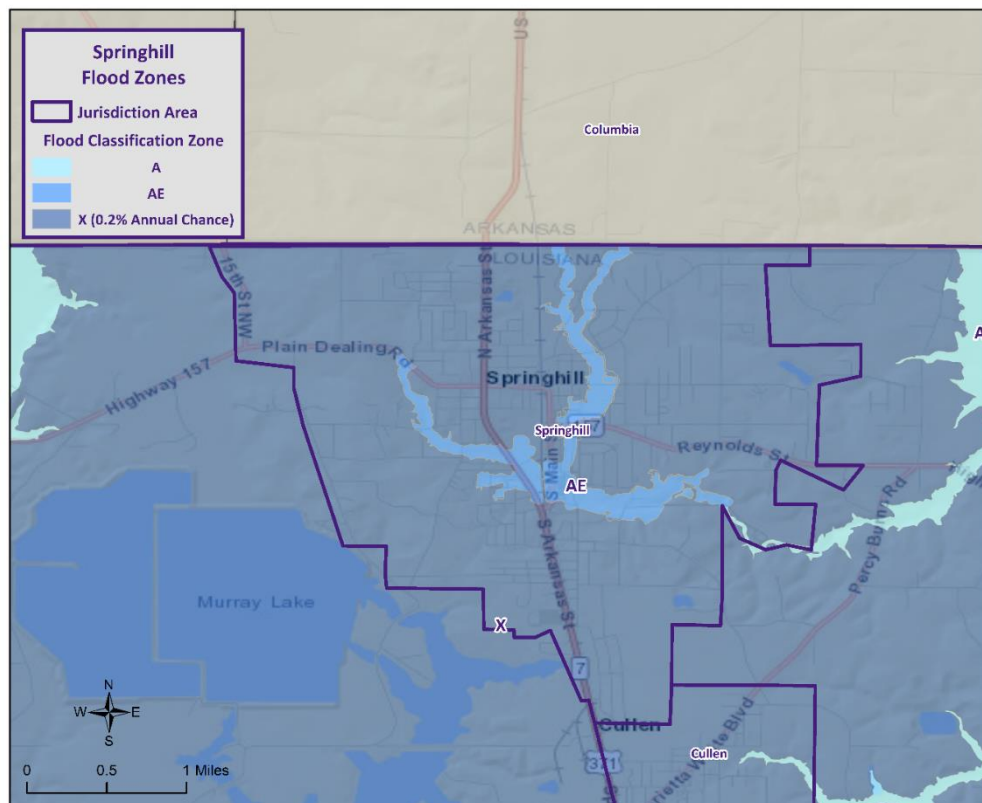 US
Springhill
Flood Zones
Jurisdiction Area
Flood Classification Zone
A
AE
X (0.2% Annual Chance)
Columbia
ARKANSAS
LOUISIANA
15th St NW
N Arkansas St
Plain Dealing Rd
Highway 157
Springhill
Springhill
157
S Main S
Reynolds St
A
AE
S Arkansas St
Percy Burns Rd
Murray Lake
X
7
Cullen
Cullen
371
N
W E
S
0 0.5 1 Miles